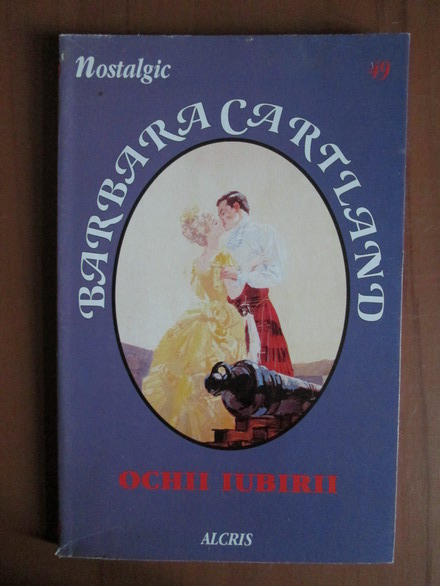 Nostalgic
49
BARBARA CARTLAND
OCHII IUBIRII
ALCRIS